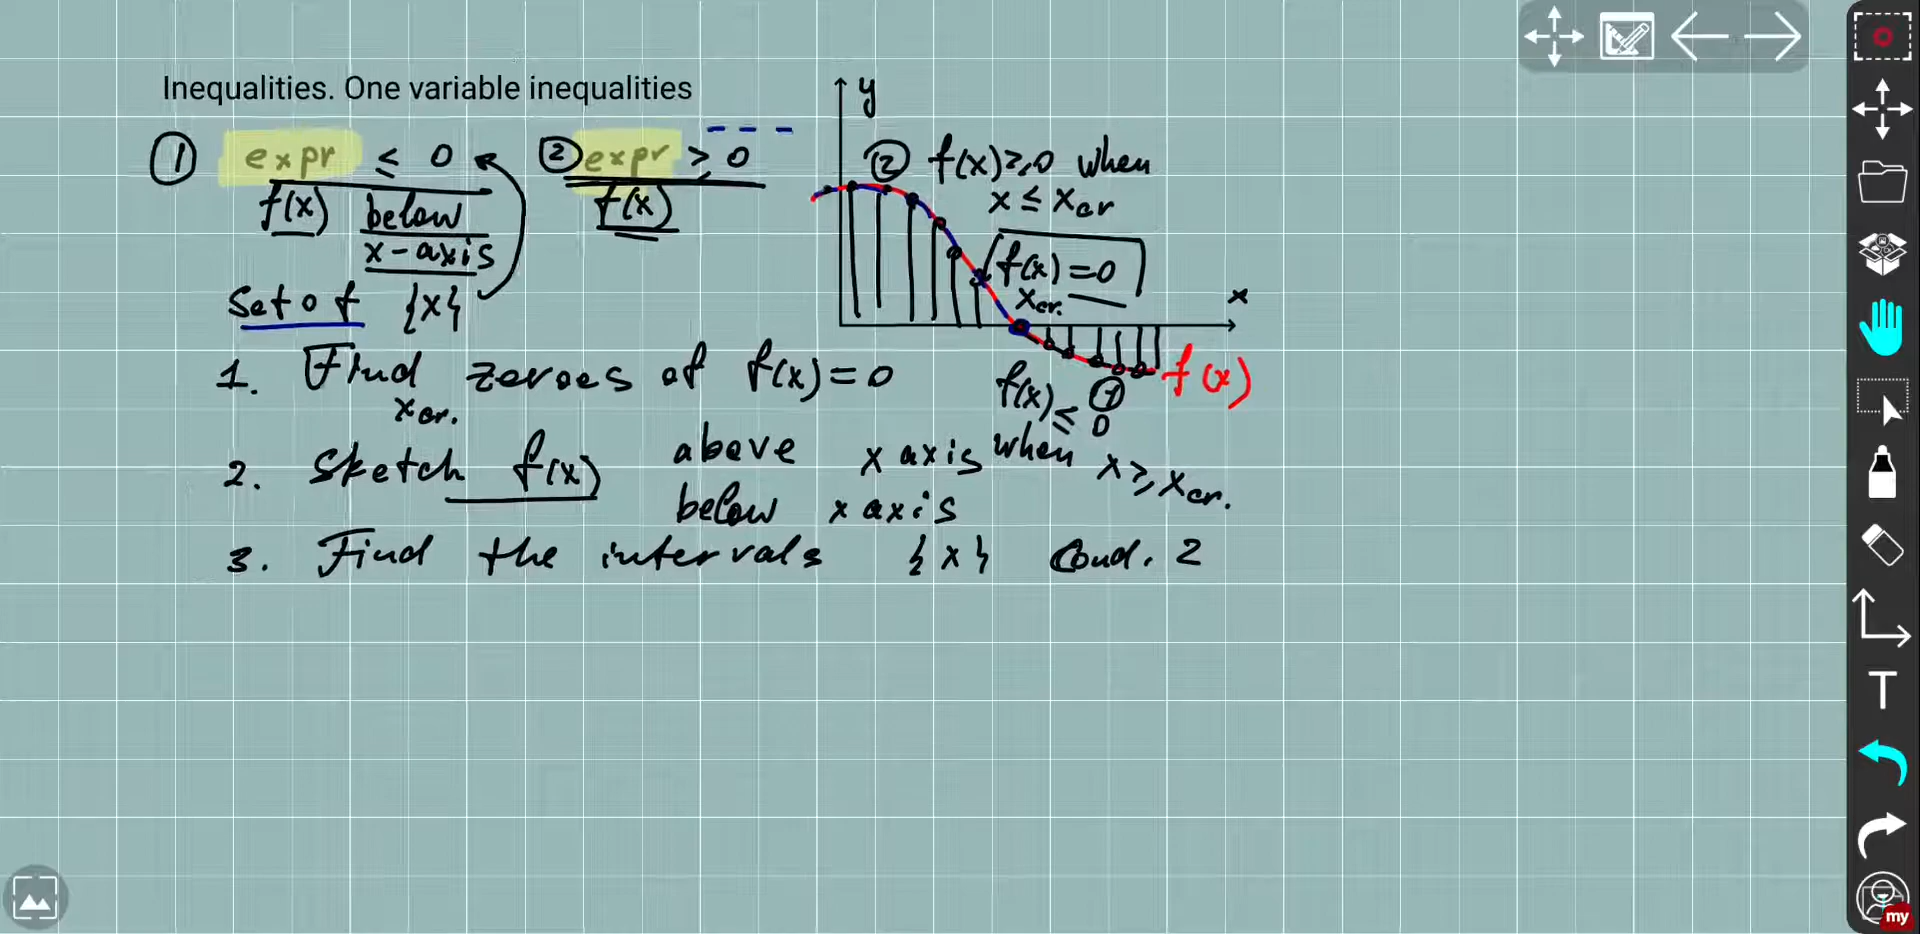 Inequalities. One variable inequalities
① expr ≤ 0
f(x) below
x-axis
Set of {x}
② expr ≥ 0
f(x)
y
② f(x) ≥ 0 when
x ≤ xcr
f(x) = 0
xcr.
x
f(x)
f(x) ≤ 0 ①
when x ≥ xcr.
1. Find zeroes of f(x) = 0
xcr.
2. Sketch f(x) above x axis
below x axis
3. Find the intervals {x} Cond. 2
T
my